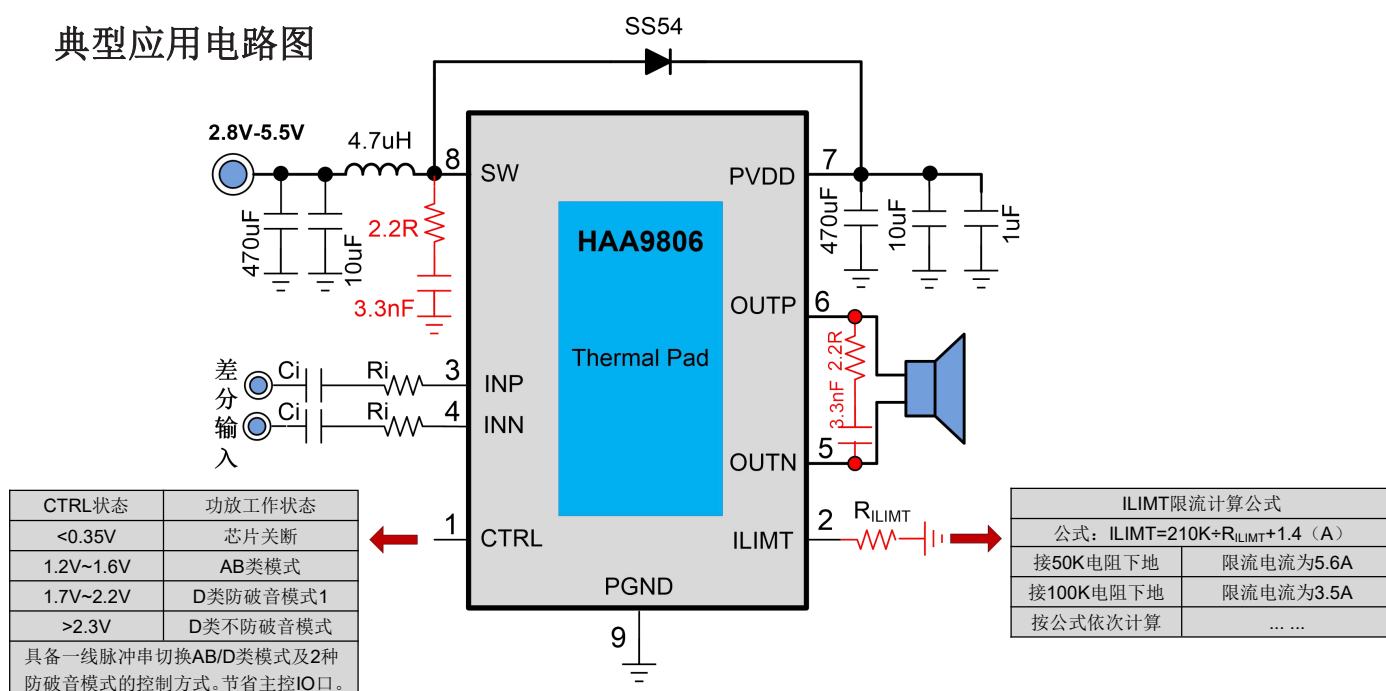 典型应用电路图
SS54
2.8V-5.5V
4.7uH
8
SW
7
PVDD
470uF
10uF
2.2R
3.3nF
470uF
10uF
1uF
HAA9806
Thermal Pad
OUTP
6
2.2R
3.3nF
差分输入
Ci
Ri
3
INP
Ci
Ri
4
INN
OUTN
5
1
CTRL
ILIMT
2
RILIMT
PGND
9
CTRL状态 功放工作状态
<0.35V 芯片关断
1.2V~1.6V AB类模式
1.7V~2.2V D类防破音模式1
>2.3V D类不防破音模式
具备一线脉冲串切换AB/D类模式及2种
防破音模式的控制方式。节省主控IO口。
ILIMT限流计算公式
公式：ILIMT=210K÷RILIMT+1.4（A）
接50K电阻下地 限流电流为5.6A
接100K电阻下地 限流电流为3.5A
按公式依次计算 ... ...